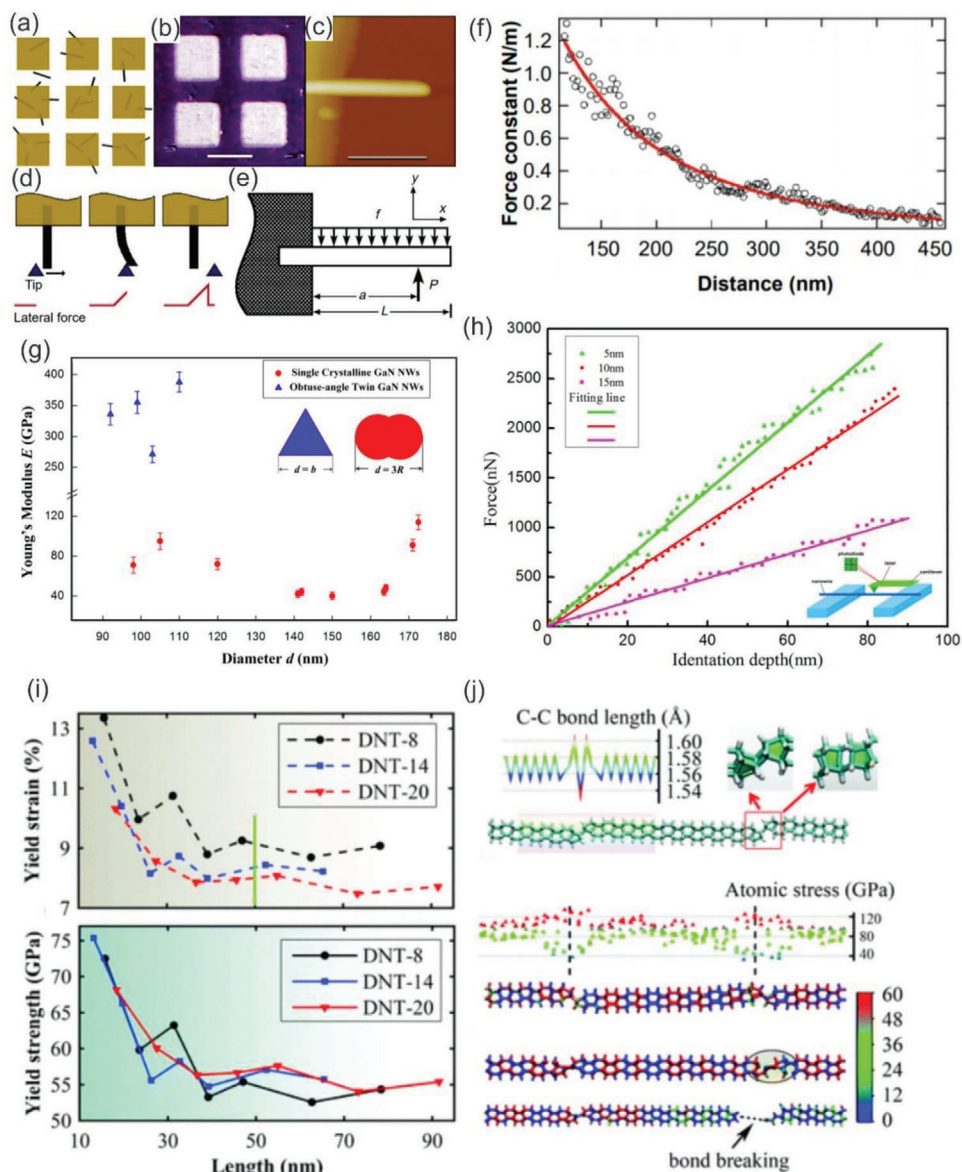 (a)
(b)
(c)
(d)
Tip
Lateral force
(e)
f
y
x
a
P
L
(f)
Force constant (N/m)
1.2
1.0
0.8
0.6
0.4
0.2
150 200 250 300 350 400 450
Distance (nm)
(g)
Young's Modulus E (GPa)
400
350
300
250
120
80
40
90 100 110 120 130 140 150 160 170 180
Diameter d (nm)
Single Crystalline GaN NWs
Obtuse-angle Twin GaN NWs
d = b
d = 3R
(h)
Force(nN)
3000
2500
2000
1500
1000
500
0
0 20 40 60 80 100
Identation depth(nm)
5nm
10nm
15nm
Fitting line
photodiode
laser
cantilever
nanowire
(i)
Yield strain (%)
13
11
9
7
DNT-8
DNT-14
DNT-20
Yield strength (GPa)
75
70
65
60
55
50
DNT-8
DNT-14
DNT-20
10 30 50 70 90
Length (nm)
(j)
C-C bond length (Å)
1.60
1.58
1.56
1.54
Atomic stress (GPa)
120
80
40
60
48
36
24
12
0
bond breaking